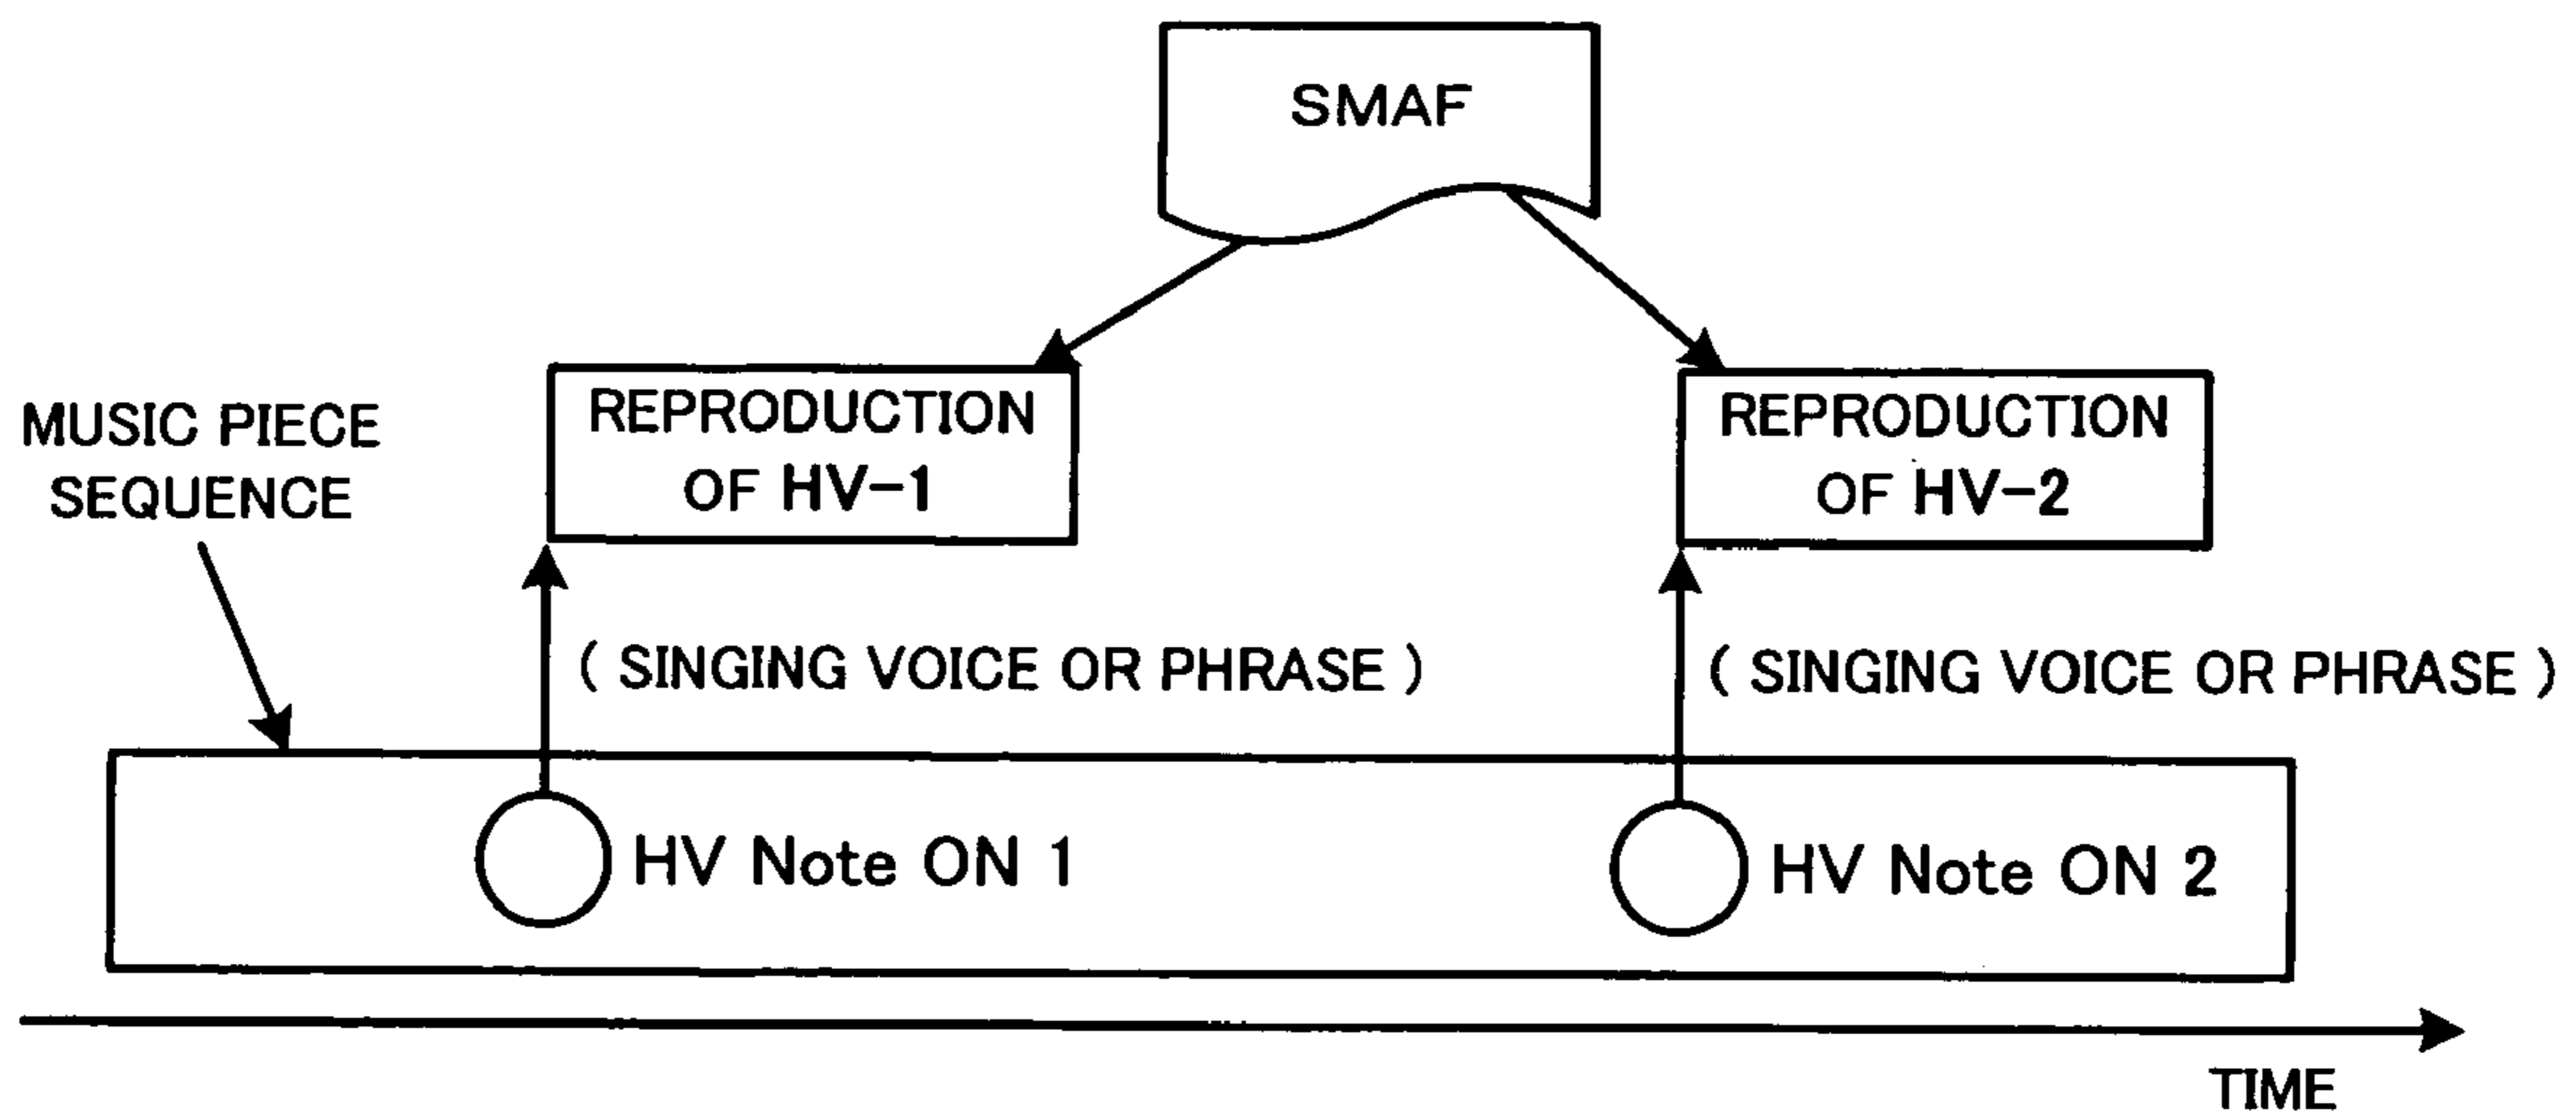 SMAF
REPRODUCTION
OF HV-1
REPRODUCTION
OF HV-2
MUSIC PIECE
SEQUENCE
( SINGING VOICE OR PHRASE )
( SINGING VOICE OR PHRASE )
HV Note ON 1
HV Note ON 2
TIME